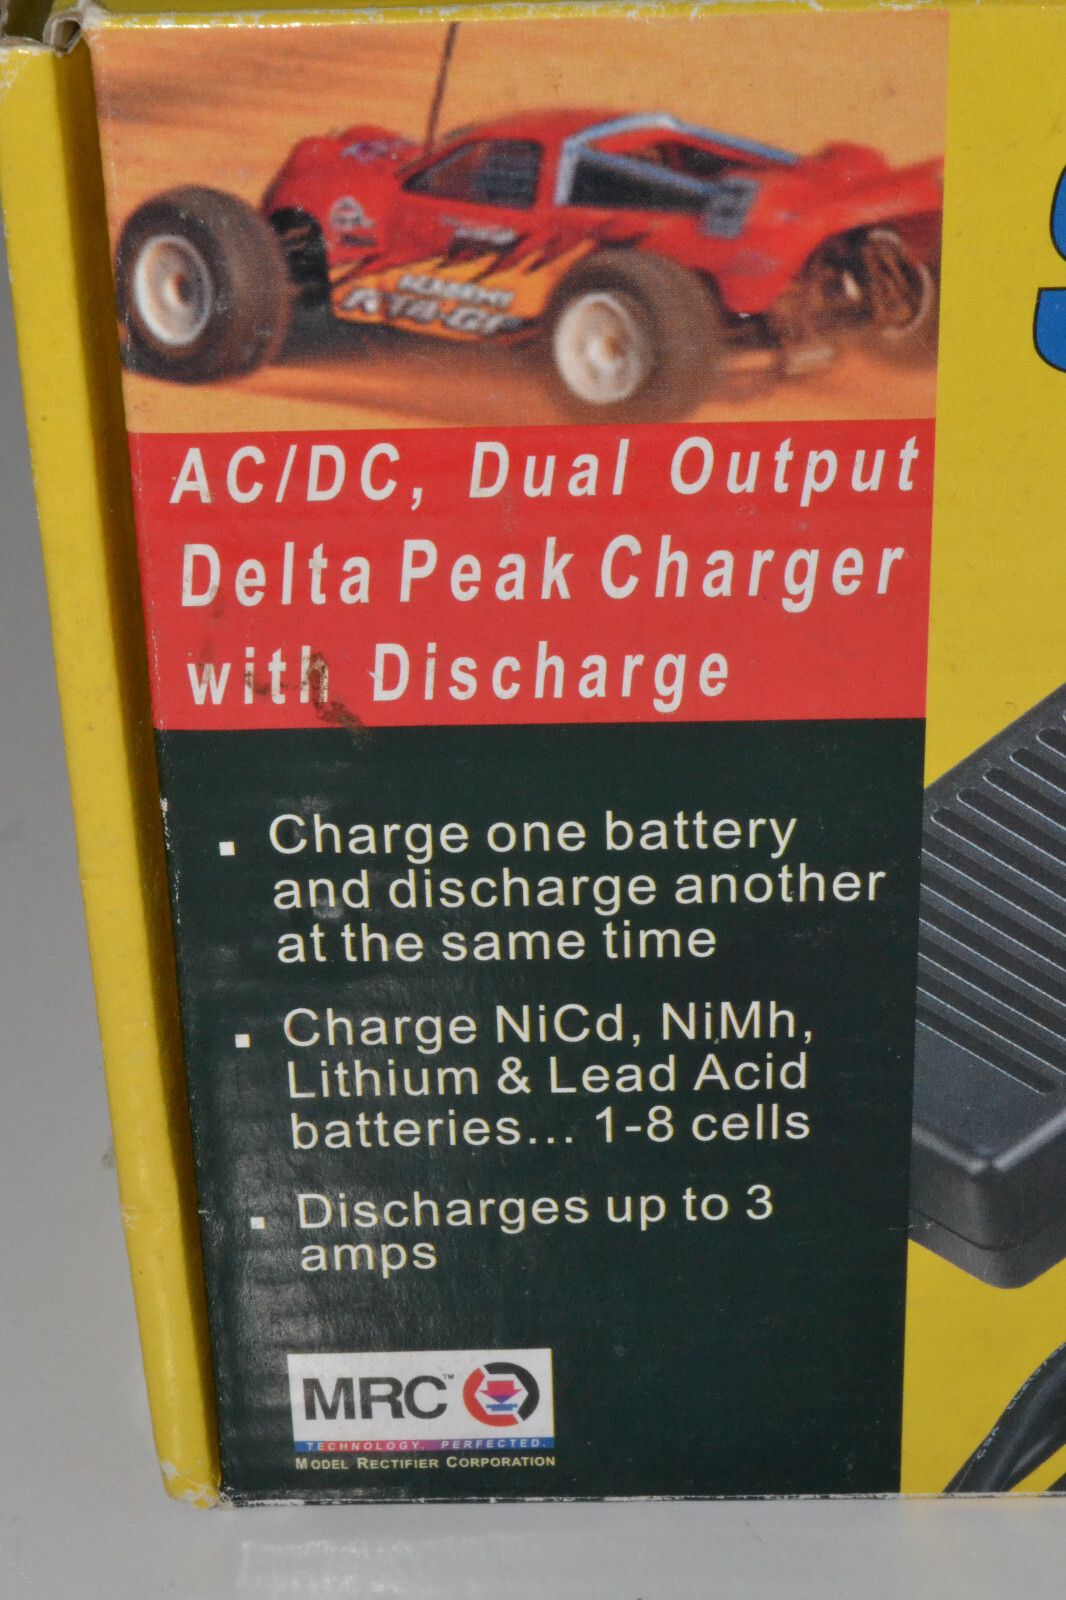 AC/DC, Dual Output
Delta Peak Charger
with Discharge
▪ Charge one battery
and discharge another
at the same time
▪ Charge NiCd, NiMh,
Lithium & Lead Acid
batteries... 1-8 cells
▪ Discharges up to 3
amps
MRC™
TECHNOLOGY. PERFECTED.
MODEL RECTIFIER CORPORATION